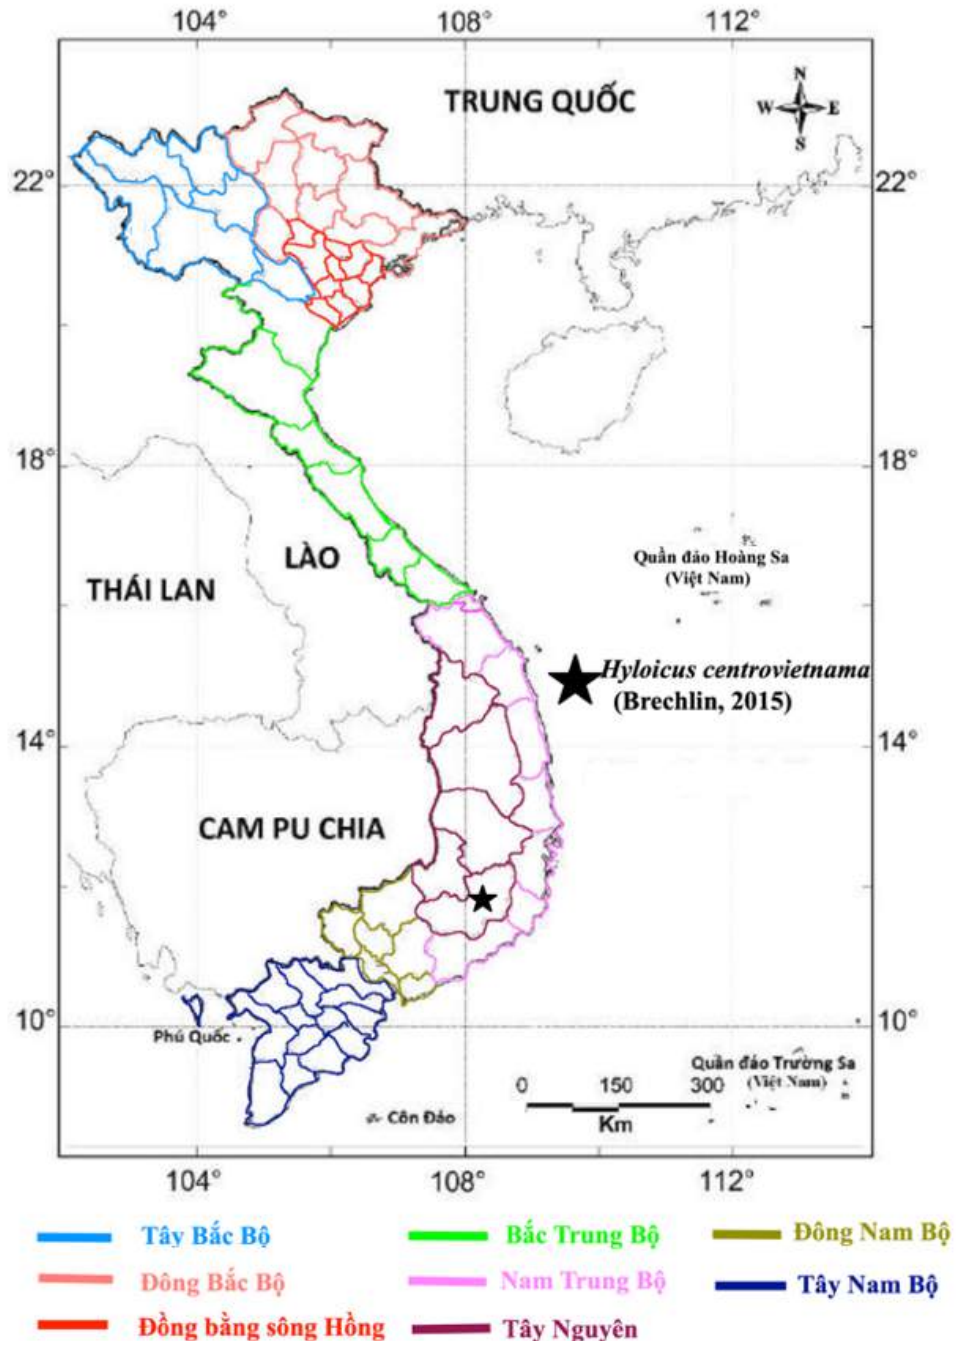 104° 108° 112°
TRUNG QUỐC
N
W E
S
22° 22°
18° 18°
LÀO
THÁI LAN
Quần đảo Hoàng Sa
(Việt Nam)
Hyloicus centrovietnama
(Brechlin, 2015)
14° 14°
CAM PU CHIA
10° 10°
Phú Quốc
Quần đảo Trường Sa
(Việt Nam)
0 150 300
Km
Côn Đảo
104° 108° 112°
Tây Bắc Bộ Bắc Trung Bộ Đông Nam Bộ
Đông Bắc Bộ Nam Trung Bộ Tây Nam Bộ
Đồng bằng sông Hồng Tây Nguyên